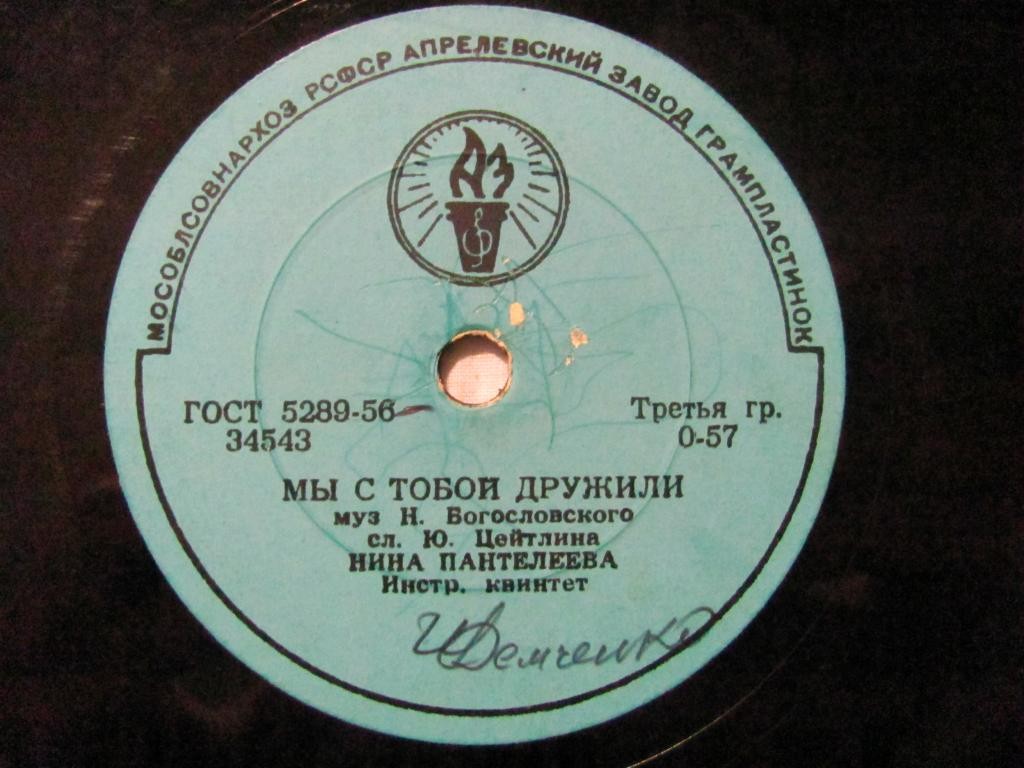 МОСОБЛСОВНАРХОЗ РСФСР АПРЕЛЕВСКИЙ ЗАВОД ГРАМПЛАСТИНОК
АЗ
ГОСТ 5289-56
34543
Третья гр.
0-57
МЫ С ТОБОИ ДРУЖИЛИ
муз Н. Богословского
сл. Ю. Цейтлина
НИНА ПАНТЕЛЕЕВА
Инстр. квинтет
Демченко